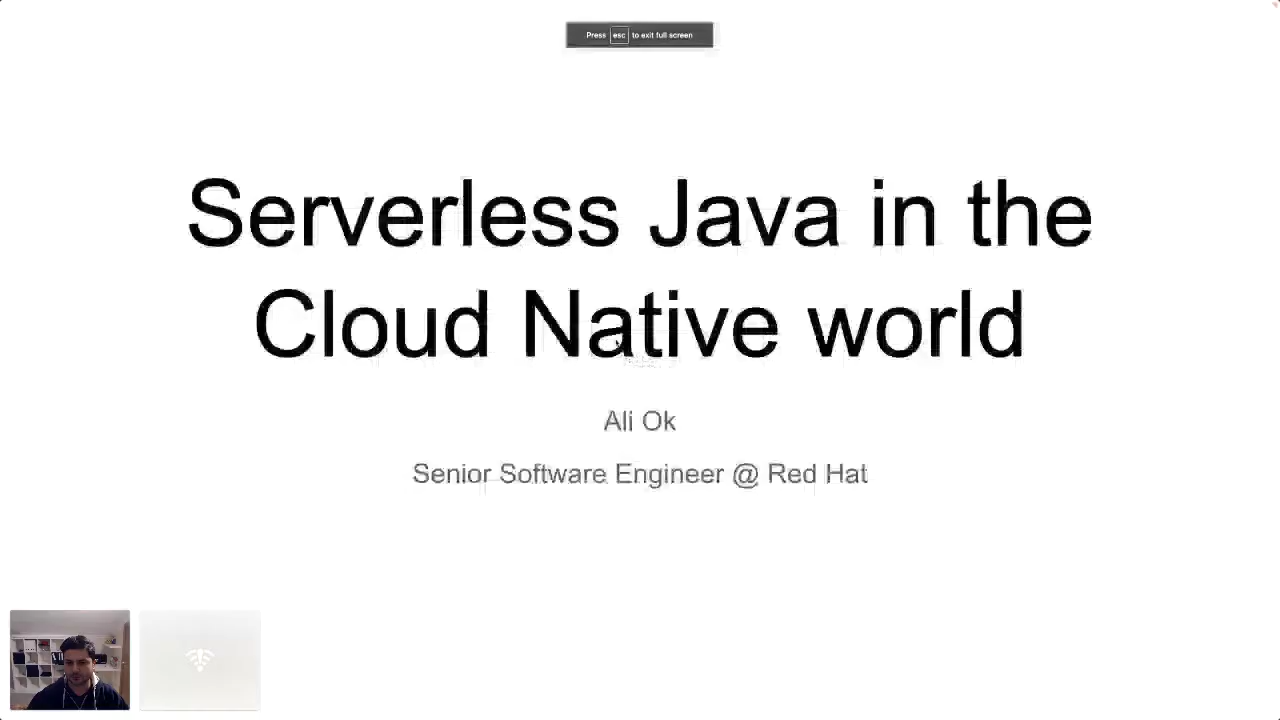 Press esc to exit full screen
Serverless Java in the
Cloud Native world
Ali Ok
Senior Software Engineer @ Red Hat